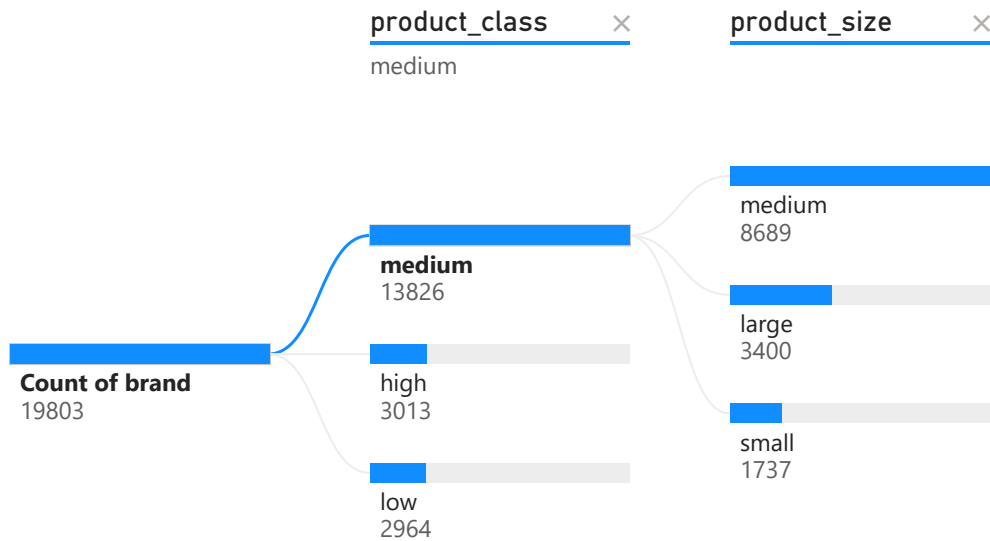 product_class ×
medium
product_size ×
Count of brand
19803
medium
13826
high
3013
low
2964
medium
8689
large
3400
small
1737